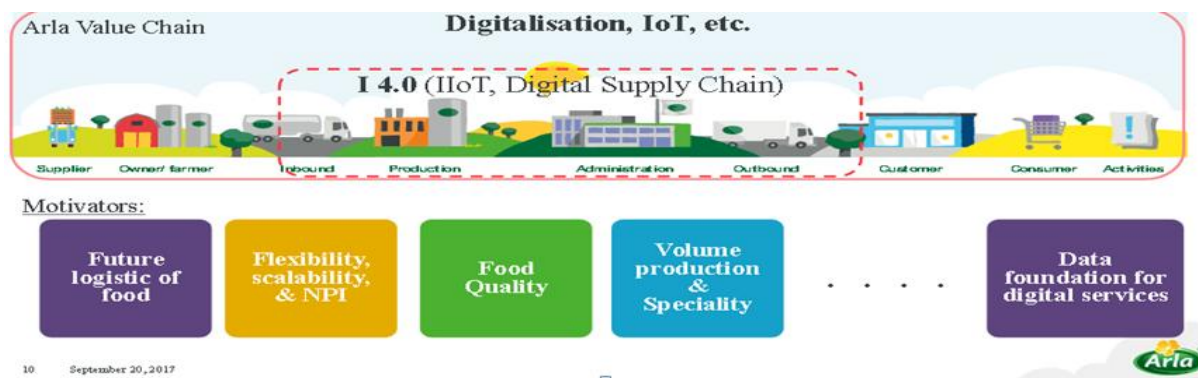 Arla Value Chain
Digitalisation, IoT, etc.
I 4.0 (IIoT, Digital Supply Chain)
Supplier Owner/ farmer Inbound Production Administration Outbound Customer Consumer Activities
Motivators:
Future
logistic of
food
Flexibility,
scalability,
& NPI
Food
Quality
Volume
production
&
Speciality
. . . .
Data
foundation for
digital services
10 September 20, 2017
Arla